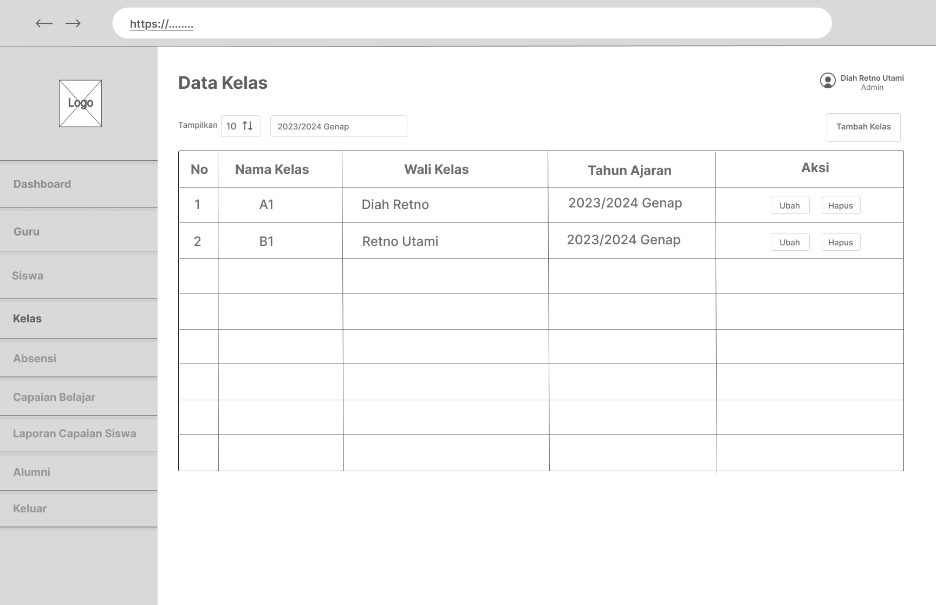 https://........
Logo
Dashboard
Guru
Siswa
Kelas
Absensi
Capaian Belajar
Laporan Capaian Siswa
Alumni
Keluar
Data Kelas
Diah Retno Utami
Admin
Tampilkan 10 2023/2024 Genap
Tambah Kelas
No Nama Kelas Wali Kelas Tahun Ajaran Aksi
1 A1 Diah Retno 2023/2024 Genap Ubah Hapus
2 B1 Retno Utami 2023/2024 Genap Ubah Hapus